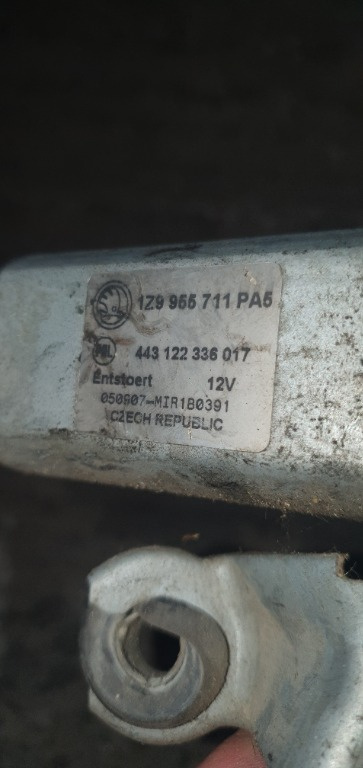 1Z9 955 711 PA5
443 122 336 017
Entstoert 12V
050907-MIR1B0391
CZECH REPUBLIC